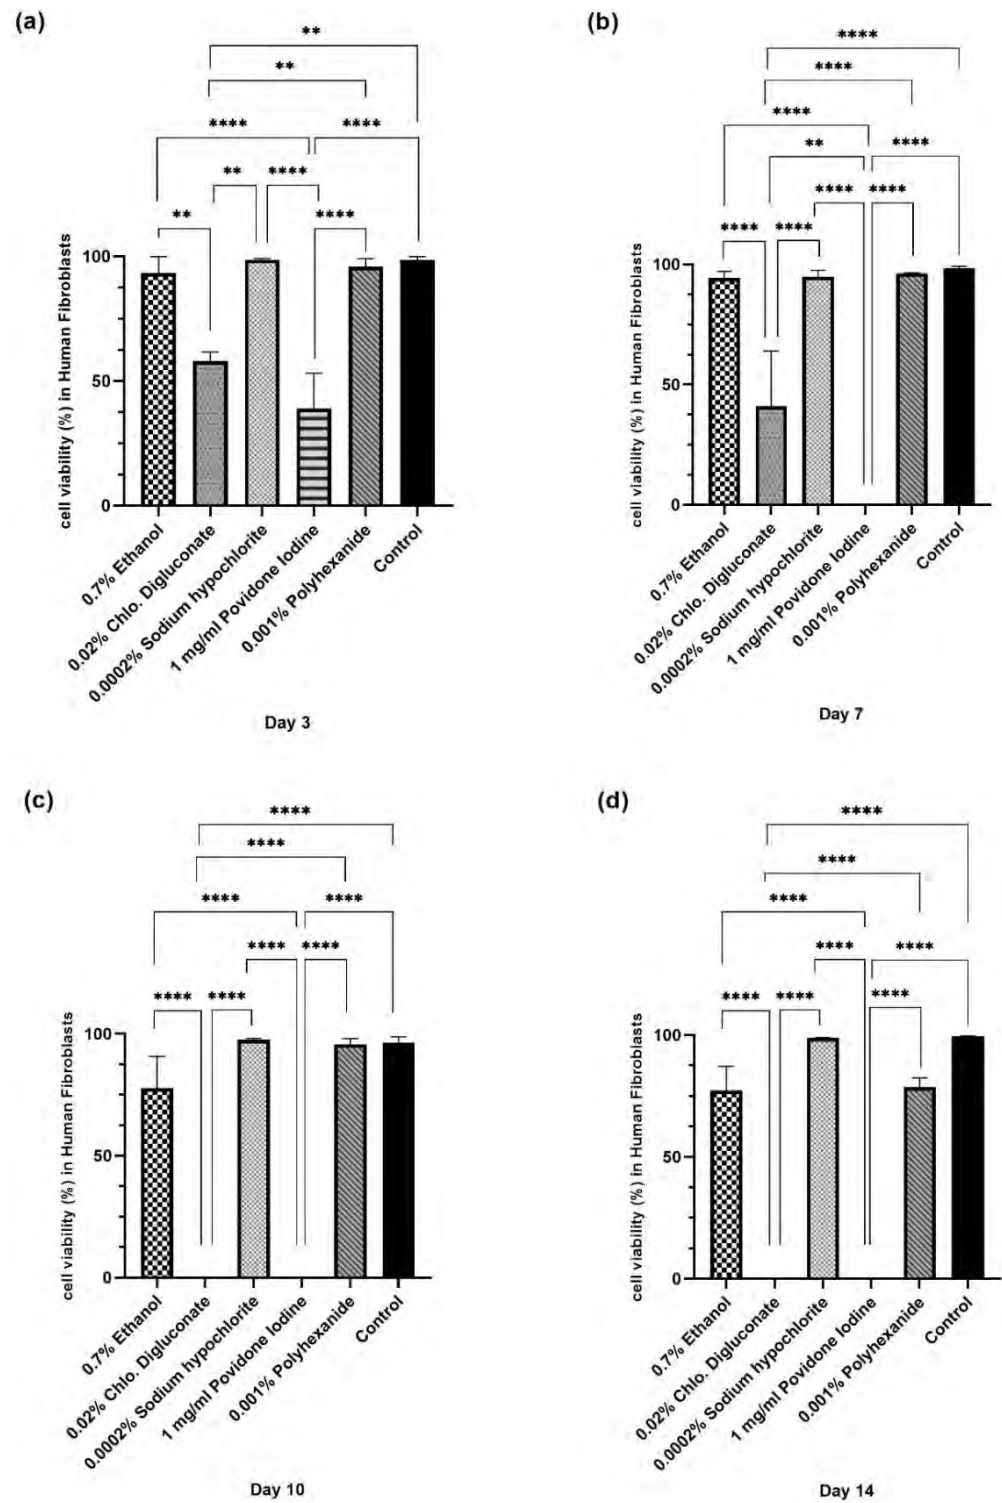 (a)
**
**
****
****
**
****
**
****
cell viability (%) in Human Fibroblasts
100
50
0
0.7% Ethanol
0.02% Chlo. Digluconate
0.0002% Sodium hypochlorite
1 mg/ml Povidone Iodine
0.001% Polyhexanide
Control
Day 3
(b)
****
****
****
**
****
****
****
****
****
cell viability (%) in Human Fibroblasts
100
50
0
0.7% Ethanol
0.02% Chlo. Digluconate
0.0002% Sodium hypochlorite
1 mg/ml Povidone Iodine
0.001% Polyhexanide
Control
Day 7
(c)
****
****
****
****
****
****
****
****
cell viability (%) in Human Fibroblasts
100
50
0
0.7% Ethanol
0.02% Chlo. Digluconate
0.0002% Sodium hypochlorite
1 mg/ml Povidone Iodine
0.001% Polyhexanide
Control
Day 10
(d)
****
****
****
****
****
****
****
****
cell viability (%) in Human Fibroblasts
100
50
0
0.7% Ethanol
0.02% Chlo. Digluconate
0.0002% Sodium hypochlorite
1 mg/ml Povidone Iodine
0.001% Polyhexanide
Control
Day 14